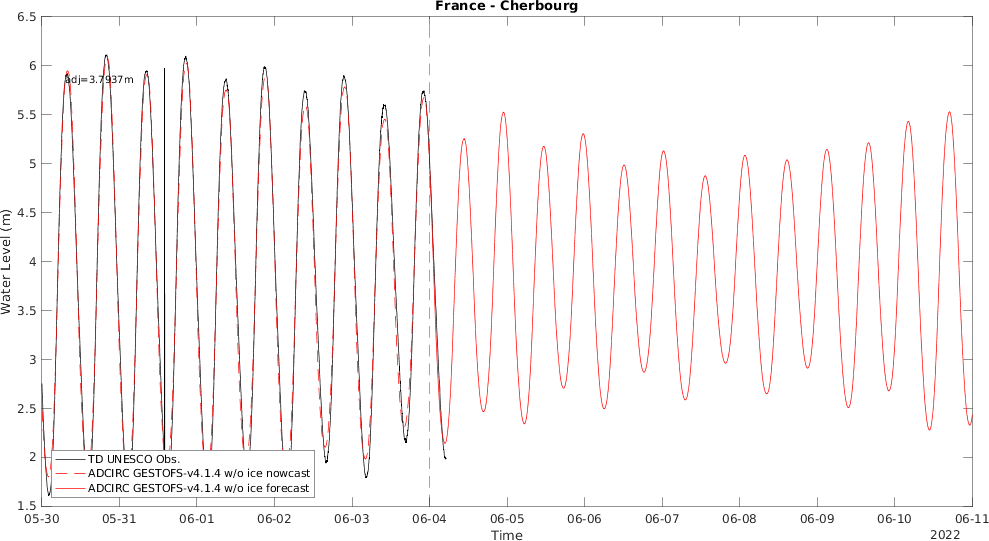 France - Cherbourg
6.5
6
5.5
5
4.5
4
3.5
3
2.5
2
1.5
Water Level (m)
adj=3.7937m
TD UNESCO Obs.
ADCIRC GESTOFS-v4.1.4 w/o ice nowcast
ADCIRC GESTOFS-v4.1.4 w/o ice forecast
05-30 05-31 06-01 06-02 06-03 06-04 06-05 06-06 06-07 06-08 06-09 06-10 06-11
Time
2022